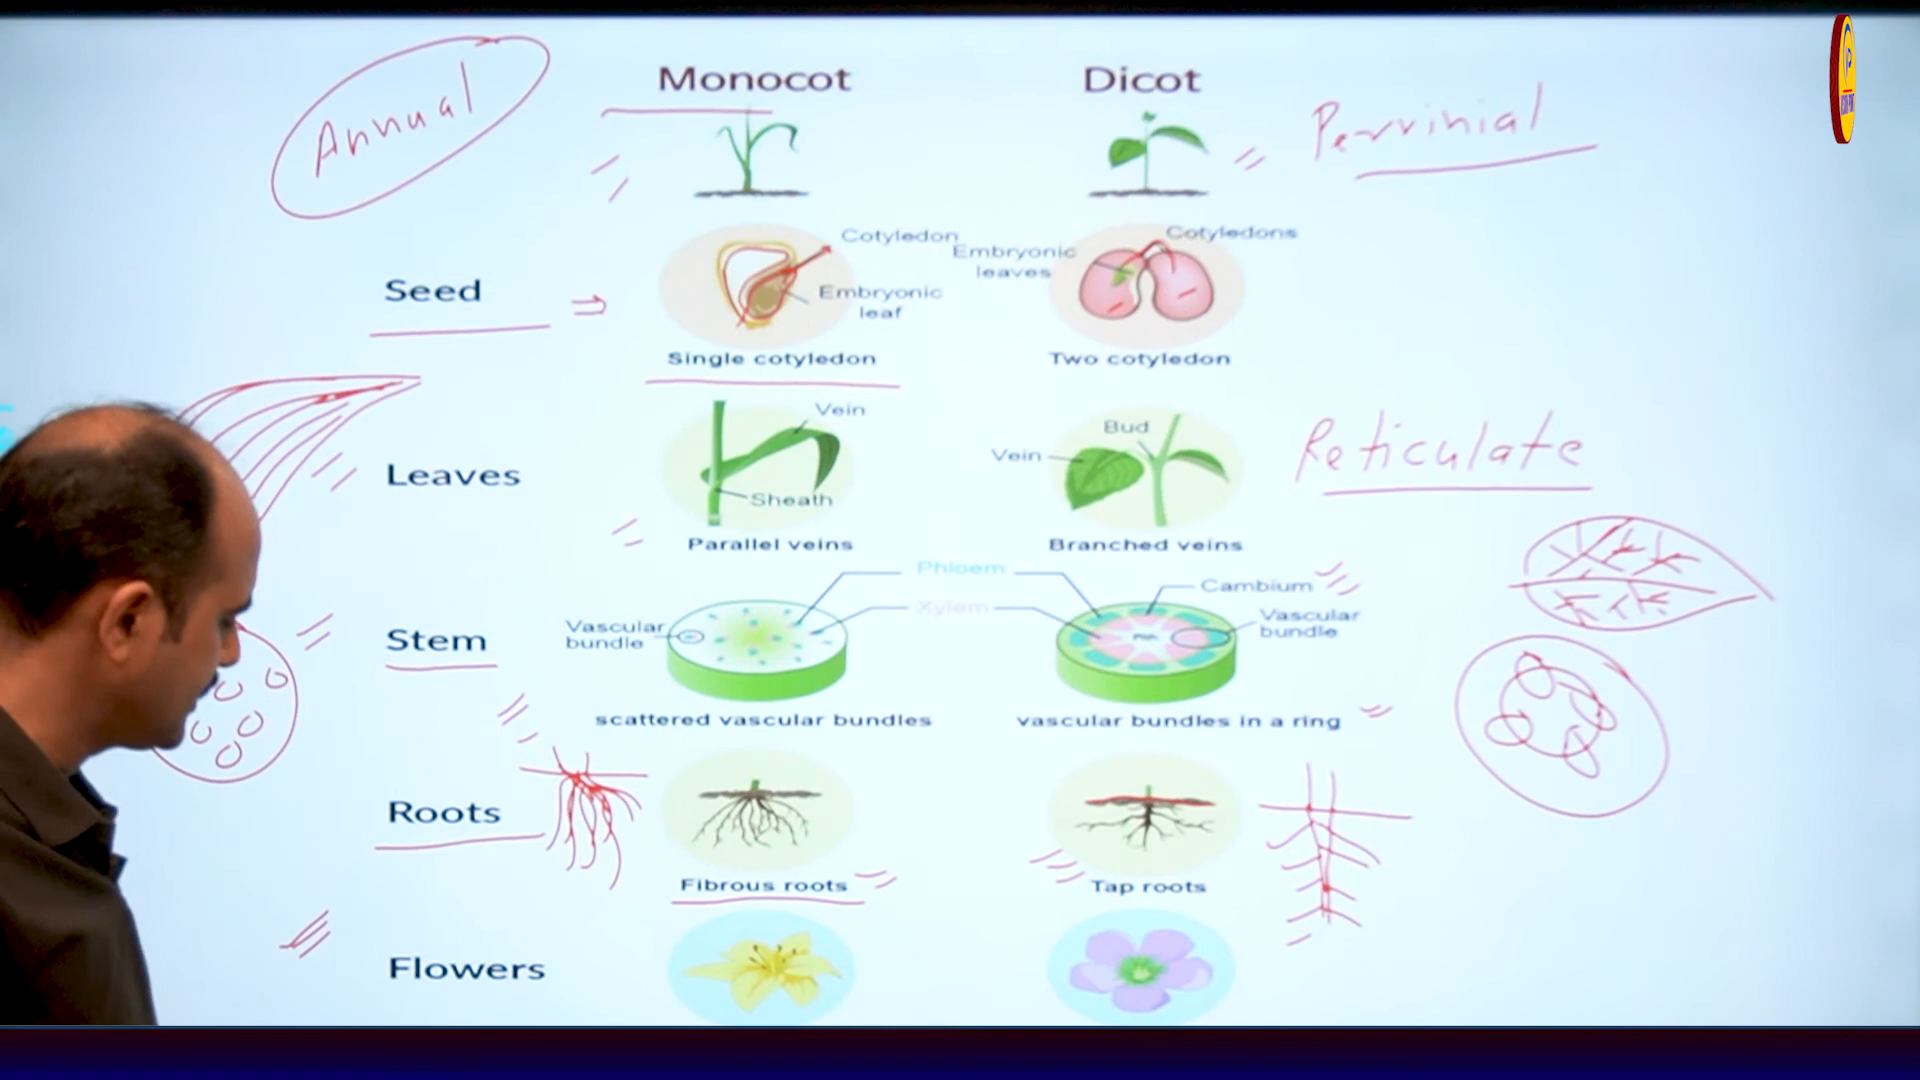 Annual
Monocot
Dicot
Perrinial
Cotyledon
Embryonic
leaf
Embryonic
leaves
Cotyledons
Seed
Single cotyledon
Two cotyledon
Leaves
Vein
Sheath
Vein
Bud
Reticulate
Parallel veins
Branched veins
Phloem
Xylem
Cambium
Vascular
bundle
Vascular
bundle
Pith
Stem
scattered vascular bundles
vascular bundles in a ring
Roots
Fibrous roots
Tap roots
Flowers